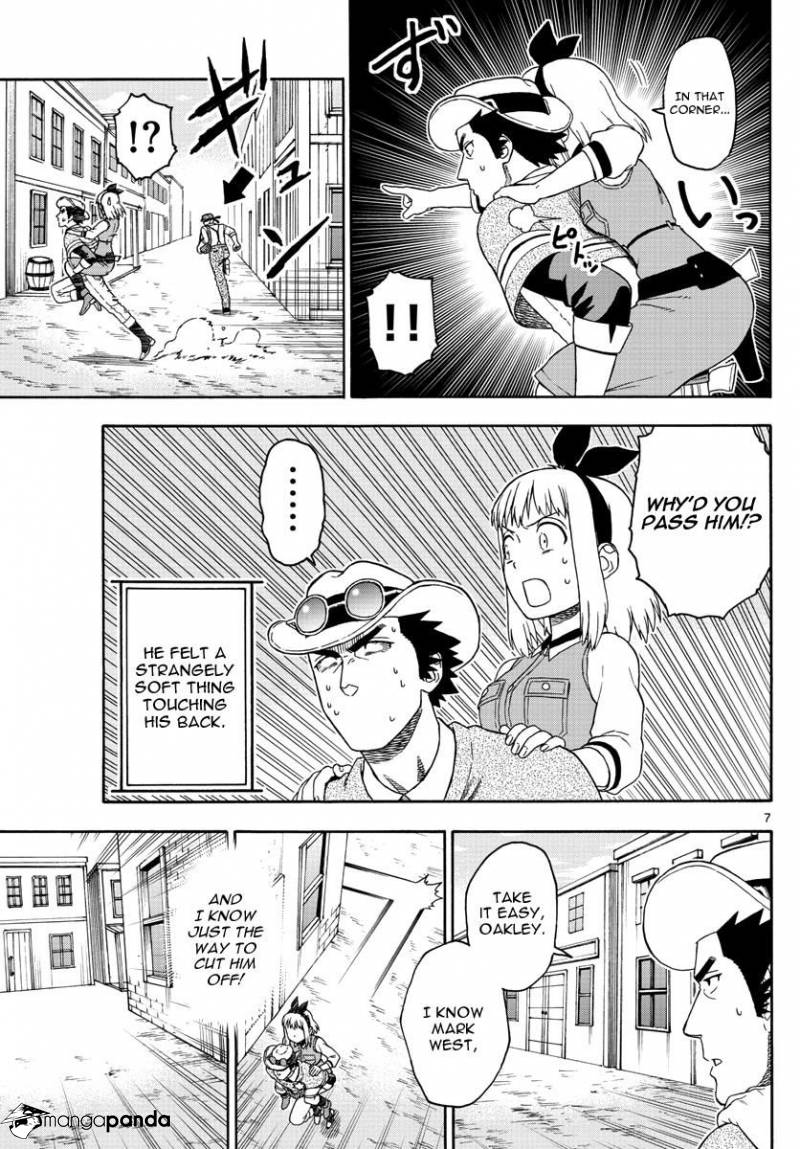 IN THAT
CORNER...
ずいっ
ピトッ
!!
ギュン
!?
WHY'D YOU
PASS HIM!?
......
HE FELT A
STRANGELY
SOFT THING
TOUCHING
HIS BACK.
7
TAKE
IT EASY,
OAKLEY.
I KNOW
MARK
WEST,
AND
I KNOW
JUST THE
WAY TO
CUT HIM
OFF!
mangapanda